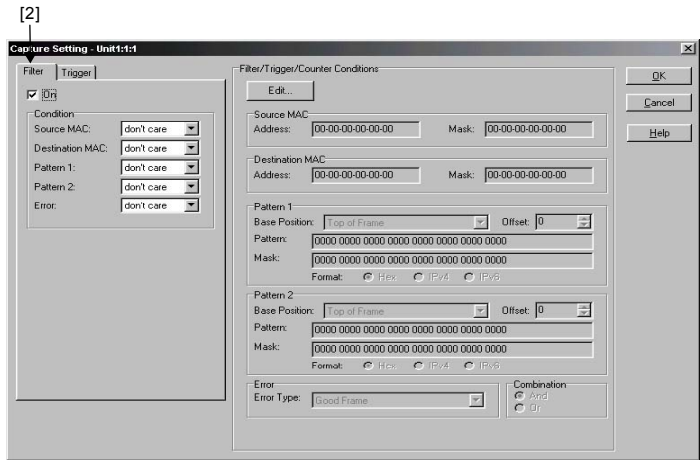 [2]
Capture Setting - Unit1:1:1
Filter
Trigger
On
Condition
Source MAC: don't care
Destination MAC: don't care
Pattern 1: don't care
Pattern 2: don't care
Error: don't care
Filter/Trigger/Counter Conditions
Edit...
Source MAC
Address: 00-00-00-00-00-00 Mask: 00-00-00-00-00-00
Destination MAC
Address: 00-00-00-00-00-00 Mask: 00-00-00-00-00-00
Pattern 1
Base Position: Top of Frame Offset: 0
Pattern: 0000 0000 0000 0000 0000 0000 0000 0000
Mask: 0000 0000 0000 0000 0000 0000 0000 0000
Format: Hex IPv4 IPv6
Pattern 2
Base Position: Top of Frame Offset: 0
Pattern: 0000 0000 0000 0000 0000 0000 0000 0000
Mask: 0000 0000 0000 0000 0000 0000 0000 0000
Format: Hex IPv4 IPv6
Error
Error Type: Good Frame
Combination
And
Or
OK
Cancel
Help